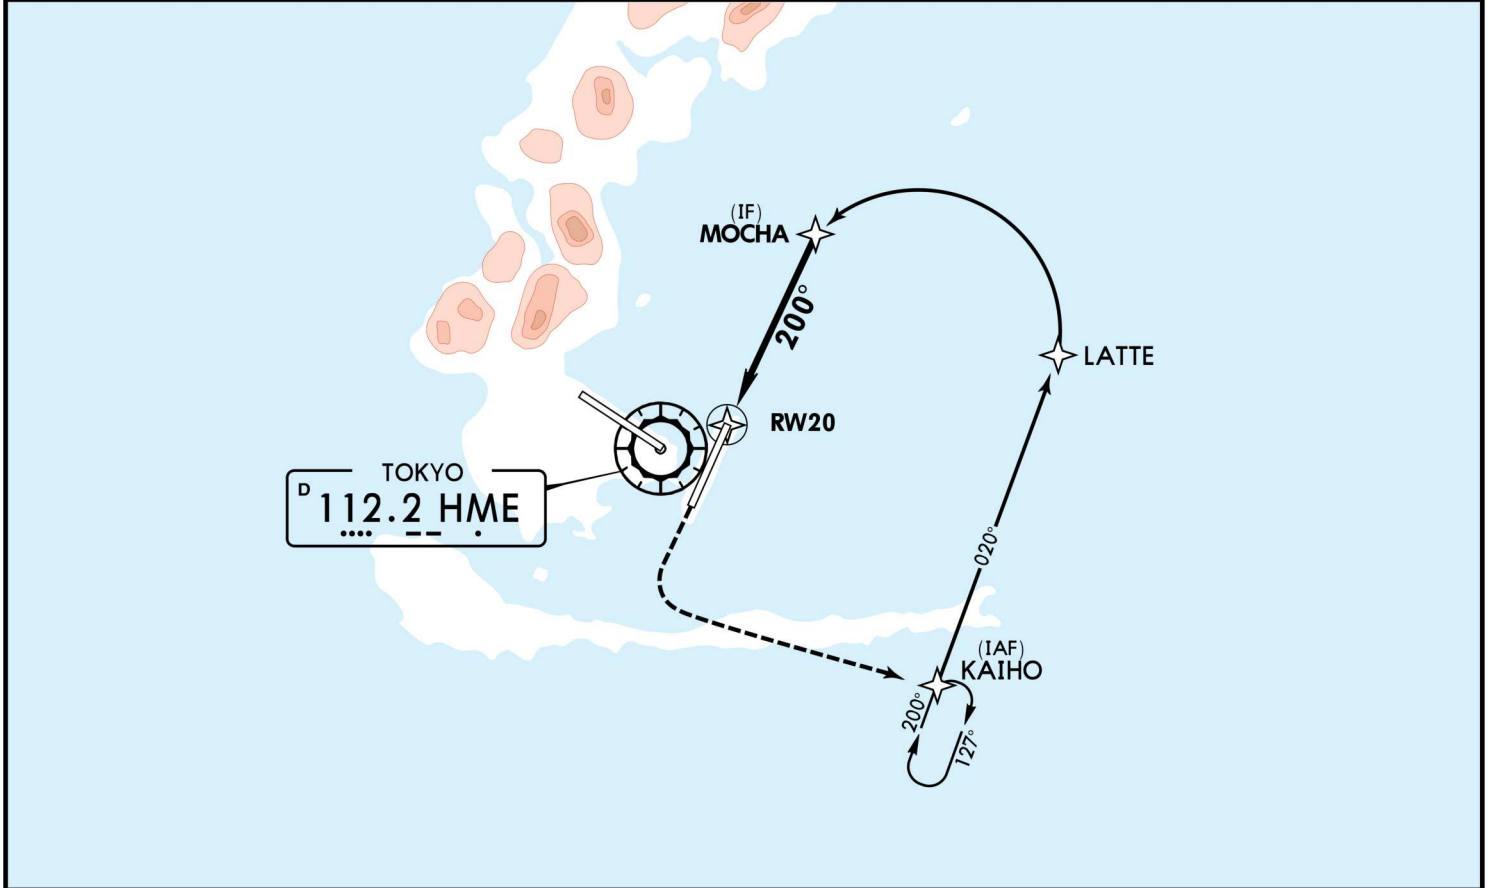 (IF)
MOCHA
200°
LATTE
RW20
TOKYO
D 112.2 HME
020°
(IAF)
KAIHO
200°
127°